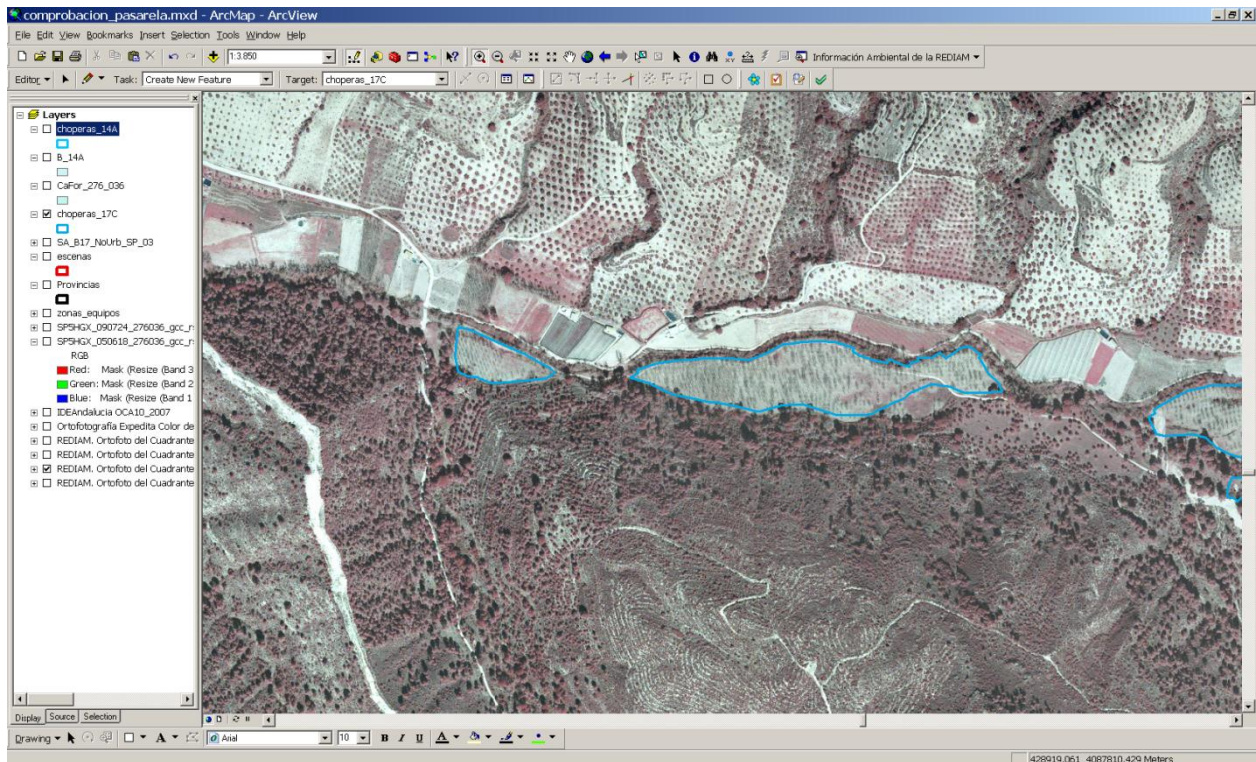 comprobacion_pasarela.mxd - ArcMap - ArcView
File Edit View Bookmarks Insert Selection Tools Window Help
1:3.850
Información Ambiental de la REDIAM
Editor Task: Create New Feature Target: choperas_17C
Layers
choperas_14A
B_14A
CaFor_276_036
choperas_17C
SA_B17_NoUrb_SP_03
escenas
Provincias
zonas_equipos
SP5HGX_090724_276036_gcc_r
SP5HGX_050618_276036_gcc_r
RGB
Red: Mask (Resize (Band 3
Green: Mask (Resize (Band 2
Blue: Mask (Resize (Band 1
IDEAndalucia OCA10_2007
Ortofotografía Expedita Color de
REDIAM. Ortofoto del Cuadrante
REDIAM. Ortofoto del Cuadrante
REDIAM. Ortofoto del Cuadrante
REDIAM. Ortofoto del Cuadrante
Display Source Selection
Drawing A Arial 10 B I U A
428919,061 4087810,429 Meters